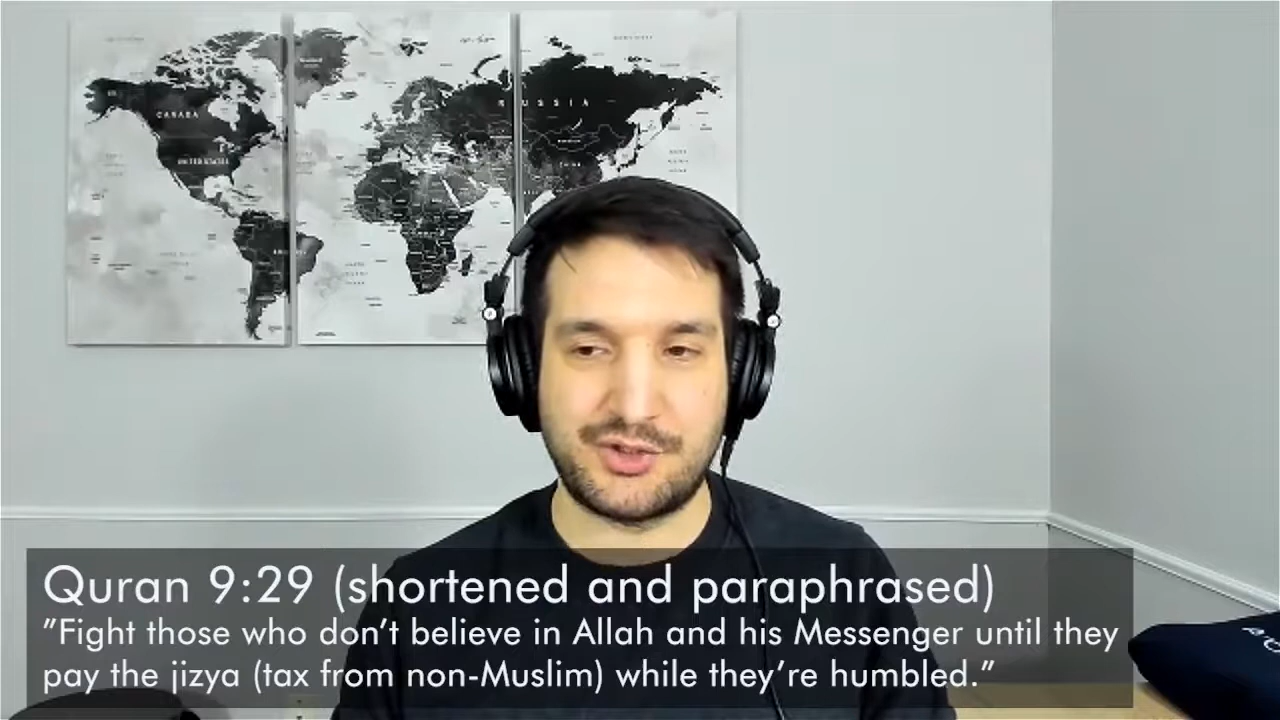 CANADA
UNITED STATES
RUSSIA
Quran 9:29 (shortened and paraphrased)
”Fight those who don’t believe in Allah and his Messenger until they
pay the jizya (tax from non-Muslim) while they’re humbled.”